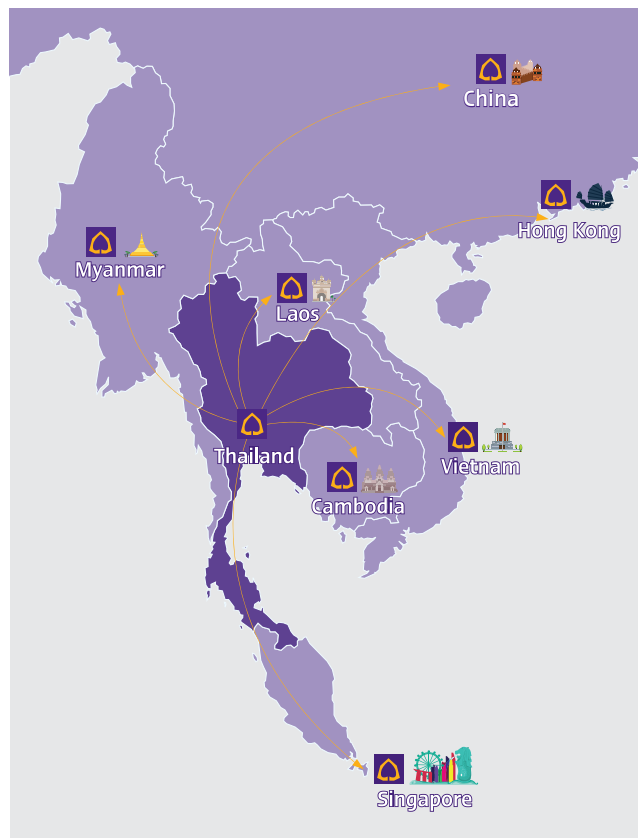 China
Hong Kong
Myanmar
Laos
Thailand
Vietnam
Cambodia
Singapore